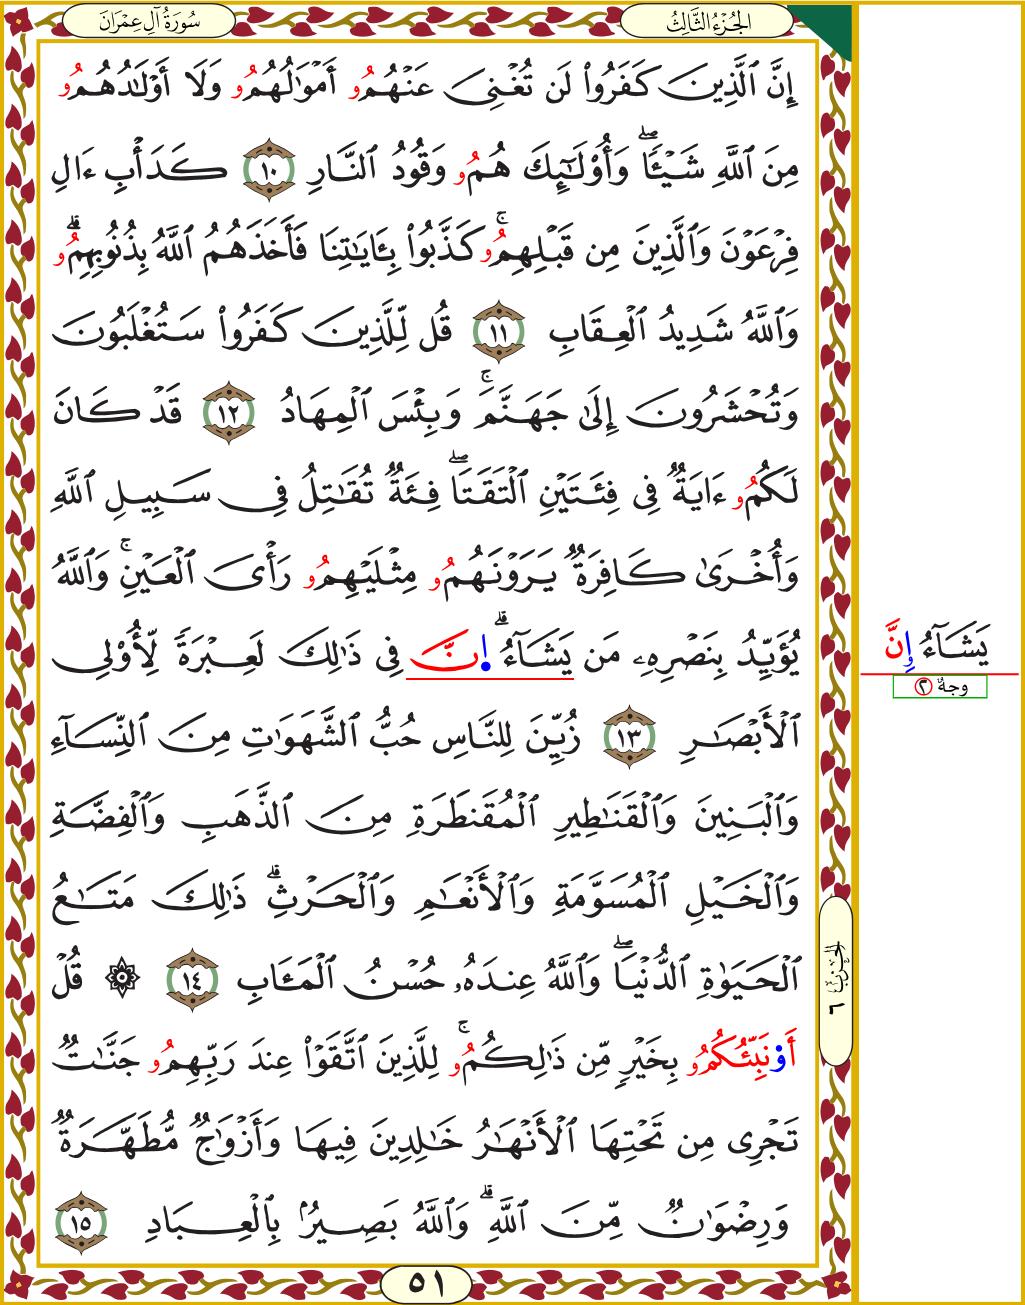 الجُزْءُ الثَّالِثُ
سُورَةُ آلِ عِمْرَانَ
إِنَّ ٱلَّذِينَ كَفَرُوا۟ لَن تُغْنِىَ عَنْهُمُۥ أَمْوَٰلُهُمُۥ وَلَا أَوْلَٰدُهُمُۥ
مِنَ ٱللَّهِ شَيْـًٔا ۖ وَأُو۟لَٰٓئِكَ هُمُۥ وَقُودُ ٱلنَّارِ ١٠ كَدَأْبِ ءَالِ
فِرْعَوْنَ وَٱلَّذِينَ مِن قَبْلِهِمُۥ ۚ كَذَّبُوا۟ بِـَٔايَٰتِنَا فَأَخَذَهُمُ ٱللَّهُ بِذُنُوبِهِمُۥ ۗ
وَٱللَّهُ شَدِيدُ ٱلْعِقَابِ ١١ قُل لِّلَّذِينَ كَفَرُوا۟ سَتُغْلَبُونَ
وَتُحْشَرُونَ إِلَىٰ جَهَنَّمَ ۚ وَبِئْسَ ٱلْمِهَادُ ١٢ قَدْ كَانَ
لَكُمُۥ ءَايَةٌ فِى فِئَتَيْنِ ٱلْتَقَتَا ۖ فِئَةٌ تُقَٰتِلُ فِى سَبِيلِ ٱللَّهِ
وَأُخْرَىٰ كَافِرَةٌ يَرَوْنَهُمُۥ مِثْلَيْهِمُۥ رَأْىَ ٱلْعَيْنِ ۚ وَٱللَّهُ
يُؤَيِّدُ بِنَصْرِهِۦ مَن يَشَآءُ ۗ اِنَّ فِى ذَٰلِكَ لَعِبْرَةً لِّأُو۟لِى
يَشَآءُ إِنَّ
وجهٌ ٢
ٱلْأَبْصَٰرِ ١٣ زُيِّنَ لِلنَّاسِ حُبُّ ٱلشَّهَوَٰتِ مِنَ ٱلنِّسَآءِ
وَٱلْبَنِينَ وَٱلْقَنَٰطِيرِ ٱلْمُقَنطَرَةِ مِنَ ٱلذَّهَبِ وَٱلْفِضَّةِ
وَٱلْخَيْلِ ٱلْمُسَوَّمَةِ وَٱلْأَنْعَٰمِ وَٱلْحَرْثِ ۗ ذَٰلِكَ مَتَٰعُ
ٱلْحَيَوٰةِ ٱلدُّنْيَا ۖ وَٱللَّهُ عِندَهُۥ حُسْنُ ٱلْمَـَٔابِ ١٤ ۞ قُلْ
أَوْ۬نَبِّئُكُمُۥ بِخَيْرٍ مِّن ذَٰلِكُمُۥ ۚ لِلَّذِينَ ٱتَّقَوْا۟ عِندَ رَبِّهِمُۥ جَنَّٰتٌ
الحِزْبُ ٦
تَجْرِى مِن تَحْتِهَا ٱلْأَنْهَٰرُ خَٰلِدِينَ فِيهَا وَأَزْوَٰجٌ مُّطَهَّرَةٌ
وَرِضْوَٰنٌ مِّنَ ٱللَّهِ ۗ وَٱللَّهُ بَصِيرٌۢ بِٱلْعِبَادِ ١٥
٥١